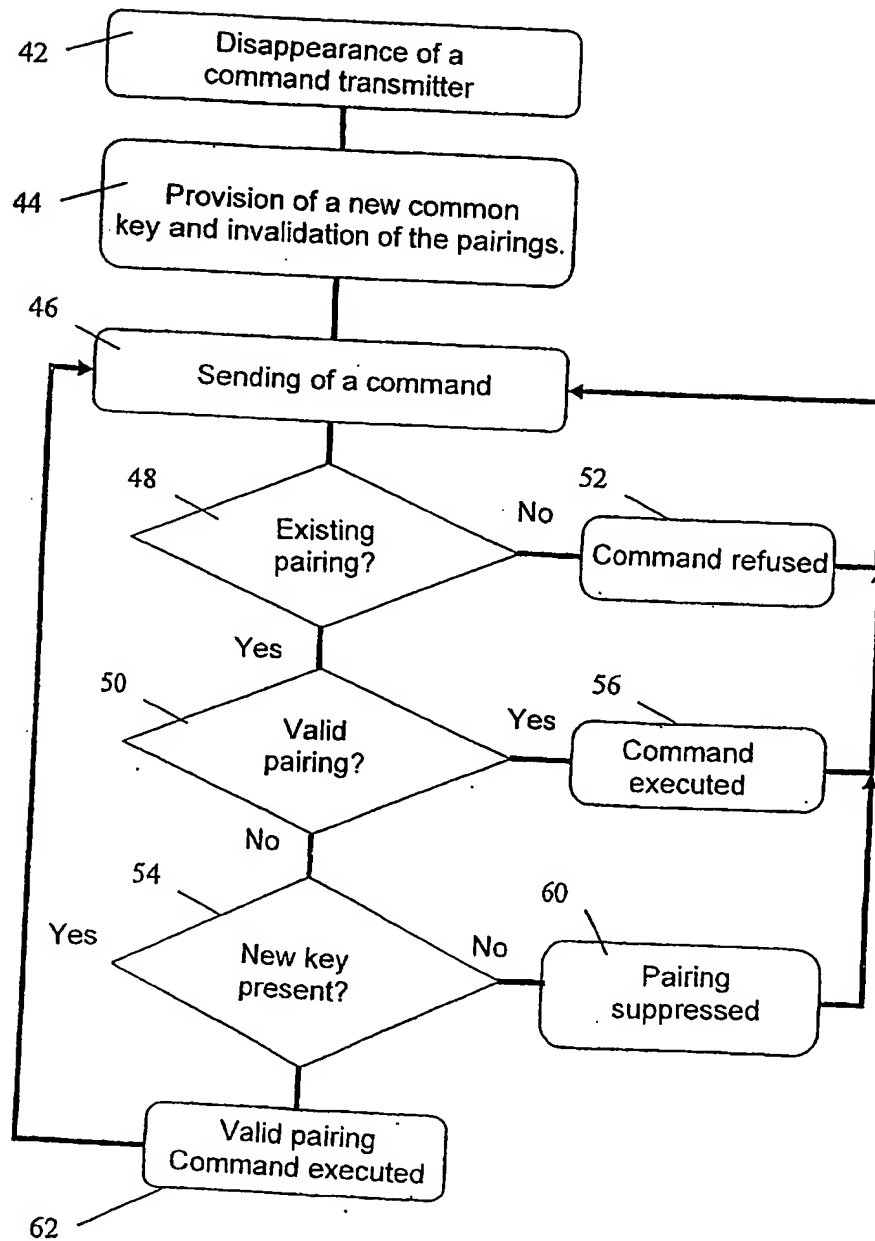 42
Disappearance of a
command transmitter
44
Provision of a new common
key and invalidation of the pairings.
46
Sending of a command
48
Existing
pairing?
No
52
Command refused
Yes
50
Valid
pairing?
Yes
56
Command
executed
No
54
Yes
New key
present?
No
60
Pairing
suppressed
Valid pairing
Command executed
62